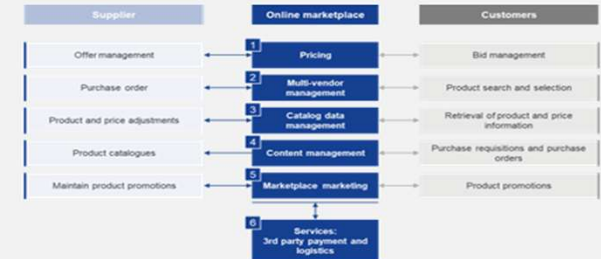 Supplier
Online marketplace
Customers
1
Offer management
Pricing
Bid management
2
Purchase order
Multi-vendor
management
Product search and selection
3
Product and price adjustments
Catalog data
management
Retrieval of product and price
information
4
Product catalogues
Content management
Purchase requisitions and purchase
orders
5
Maintain product promotions
Marketplace marketing
Product promotions
6
Services:
3rd party payment and
logistics